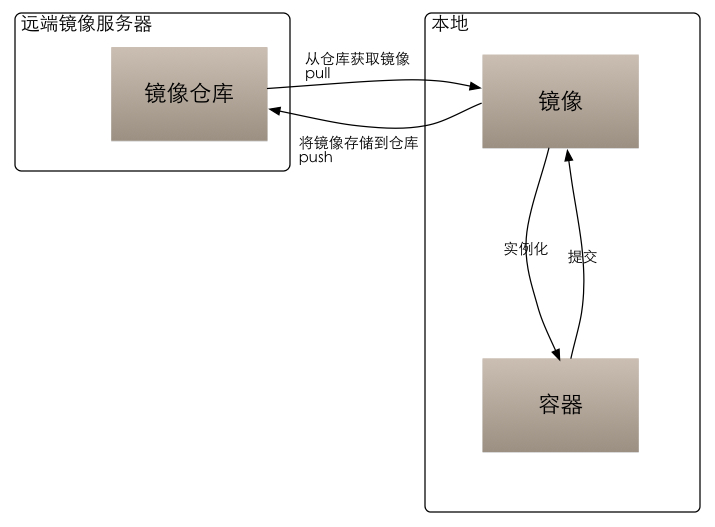 远端镜像服务器
镜像仓库
从仓库获取镜像
pull
将镜像存储到仓库
push
本地
镜像
实例化
提交
容器